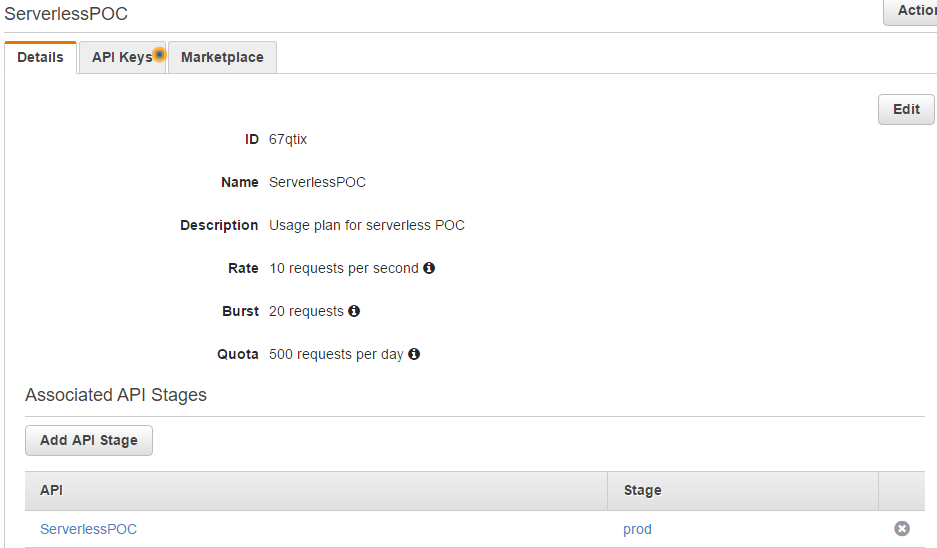 ServerlessPOC
Details
API Keys
Marketplace
Edit
ID 67qtix
Name ServerlessPOC
Description Usage plan for serverless POC
Rate 10 requests per second
Burst 20 requests
Quota 500 requests per day
Associated API Stages
Add API Stage
API Stage
ServerlessPOC prod